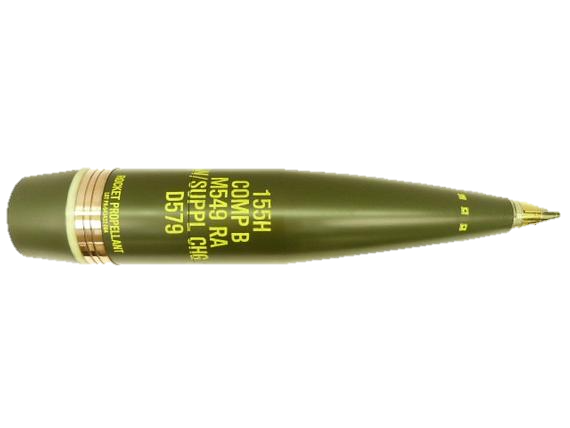 155H
COMP B
M549 RA
W/SUPPL CHG
D579
ROCKET PROPELLANT